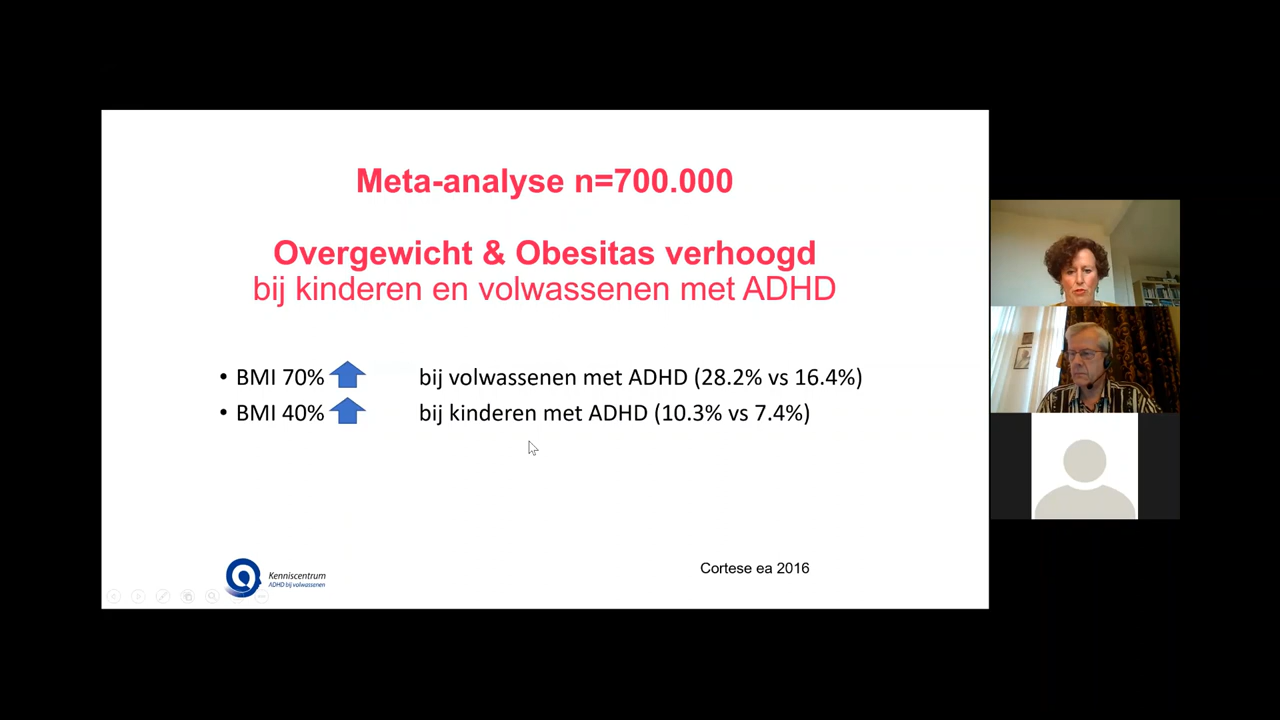 Meta-analyse n=700.000
Overgewicht & Obesitas verhoogd
bij kinderen en volwassenen met ADHD
• BMI 70% bij volwassenen met ADHD (28.2% vs 16.4%)
• BMI 40% bij kinderen met ADHD (10.3% vs 7.4%)
Kenniscentrum
ADHD bij volwassenen
Cortese ea 2016